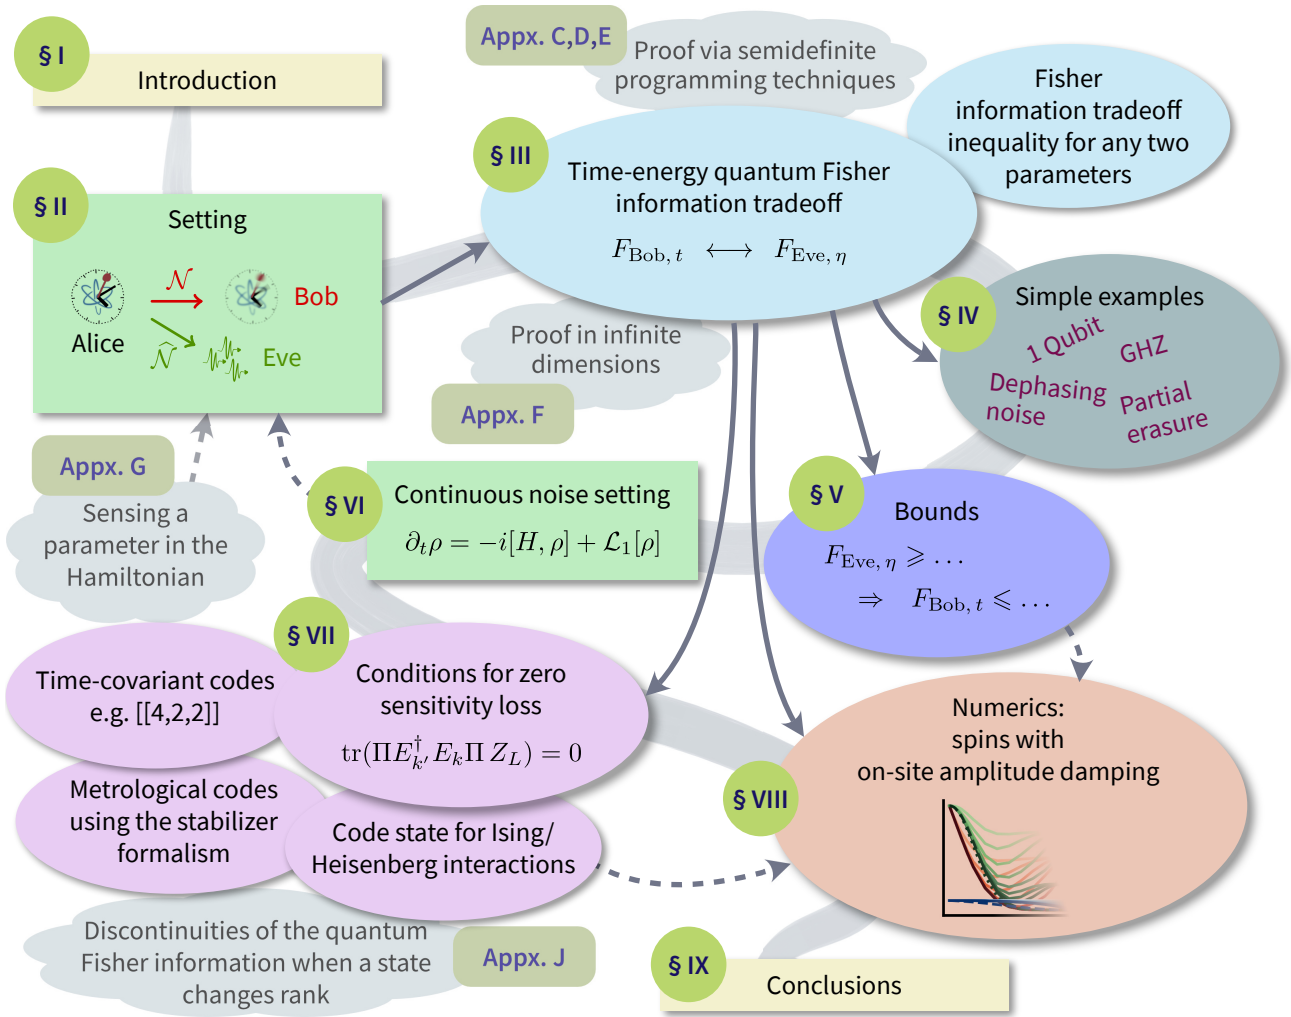 § I
Introduction
§ II
Setting
Alice
𝒩
Bob
𝒩̂
Eve
Appx. C,D,E
Proof via semidefinite
programming techniques
§ III
Time-energy quantum Fisher
information tradeoff
F_{Bob, t} ⟷ F_{Eve, η}
Fisher
information tradeoff
inequality for any two
parameters
Proof in infinite
dimensions
Appx. F
§ IV
Simple examples
1 Qubit
GHZ
Dephasing
noise
Partial
erasure
§ V
Bounds
F_{Eve, η} ⩾ …
⇒ F_{Bob, t} ⩽ …
Appx. G
Sensing a
parameter in the
Hamiltonian
§ VI
Continuous noise setting
∂_tρ = −i[H, ρ] + ℒ₁[ρ]
§ VII
Conditions for zero
sensitivity loss
tr(ΠE†_{k′}E_kΠ Z_L) = 0
Time-covariant codes
e.g. [[4,2,2]]
Metrological codes
using the stabilizer
formalism
Code state for Ising/
Heisenberg interactions
Discontinuities of the quantum
Fisher information when a state
changes rank
Appx. J
§ VIII
Numerics:
spins with
on-site amplitude damping
§ IX
Conclusions